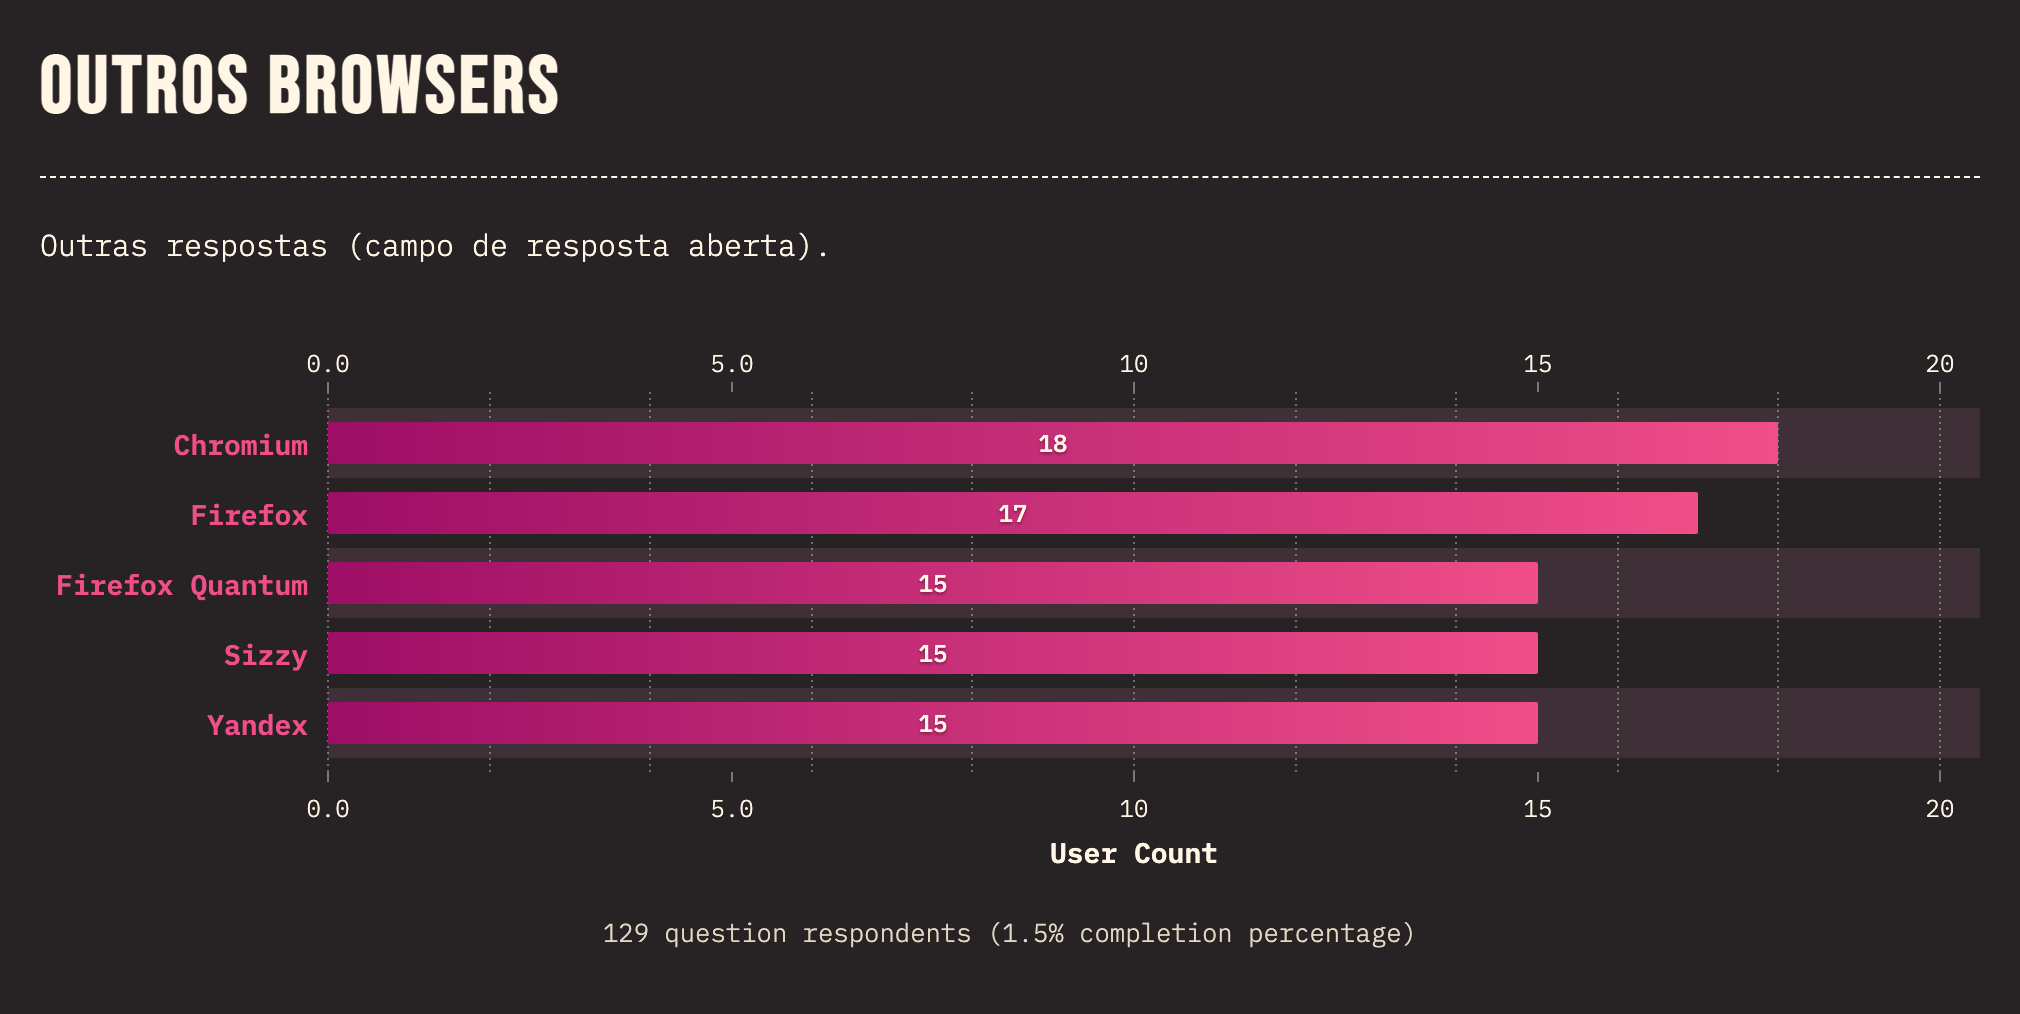 OUTROS BROWSERS
Outras respostas (campo de resposta aberta).
0.0 5.0 10 15 20
Chromium 18
Firefox 17
Firefox Quantum 15
Sizzy 15
Yandex 15
0.0 5.0 10 15 20
User Count
129 question respondents (1.5% completion percentage)